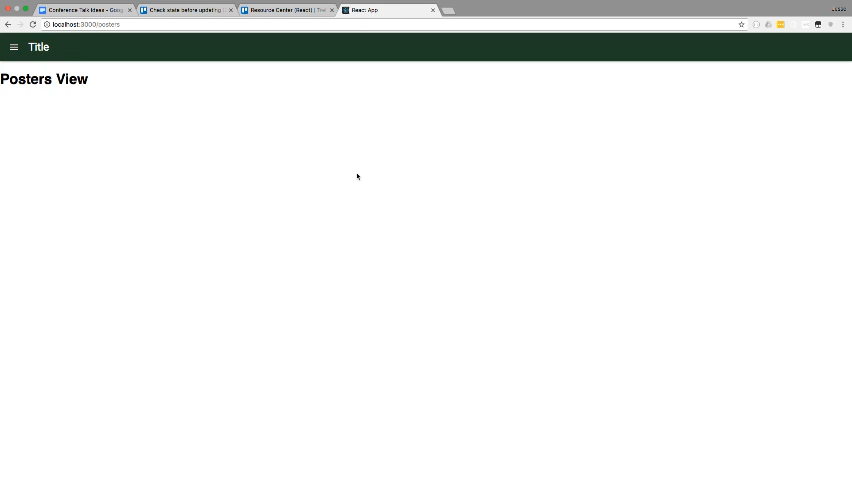 Conference Talk Ideas - Goog
Check state before updating
Resource Center (React) | Trel
React App
localhost:3000/posters
Title
Posters View